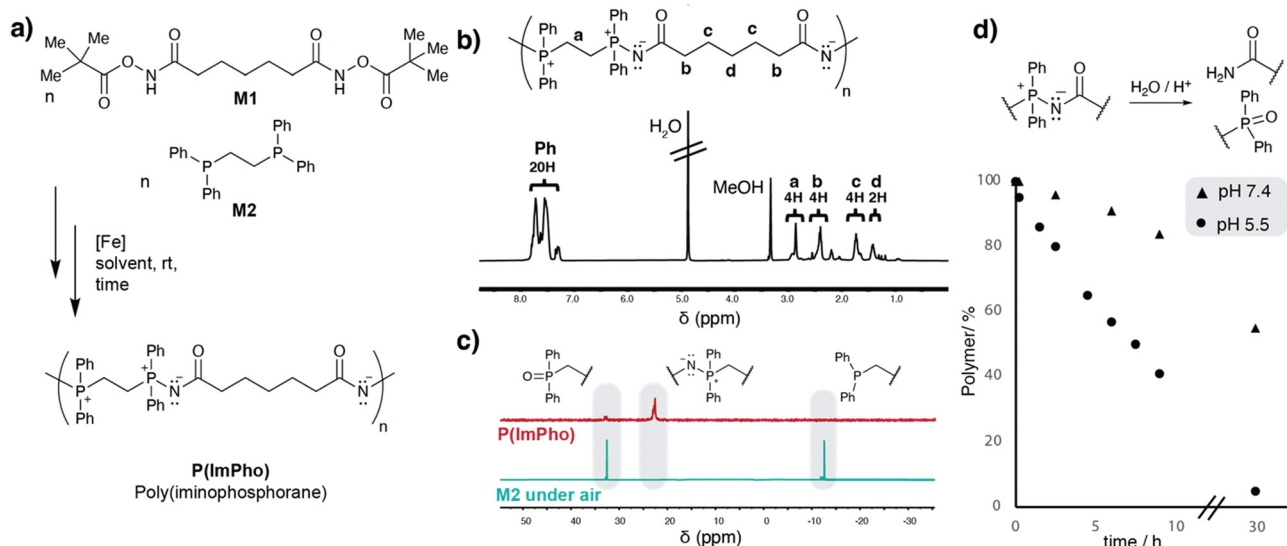 a)
Me Me
Me
O
O
N
H
O
O
H
N
O
O
Me
Me Me
n
M1
Ph
P
Ph
Ph
P
Ph
n
M2
[Fe]
solvent, rt,
time
Ph
P
+
Ph
Ph
+
P
Ph
−
N
O
O
−
N
n
P(ImPho)
Poly(iminophosphorane)
b)
Ph
P
+
Ph
a
Ph
+
P
Ph
−
N
O
b
c
d
c
b
O
−
N
n
H2O
Ph
20H
MeOH
a b c d
4H 4H 4H 2H
8.0 7.0 6.0 5.0 4.0 3.0 2.0 1.0
δ (ppm)
c)
O=P
Ph
Ph
−
N
Ph
P
+
Ph
Ph
P
Ph
P(ImPho)
M2 under air
50 40 30 20 10 0 -10 -20 -30
δ (ppm)
d)
Ph
+
P
Ph
−
N
O
H2O / H+
H2N
O
P
O
Ph
Ph
pH 7.4
pH 5.5
100
80
60
40
20
0
Polymer/ %
0 5 10 30
time / h